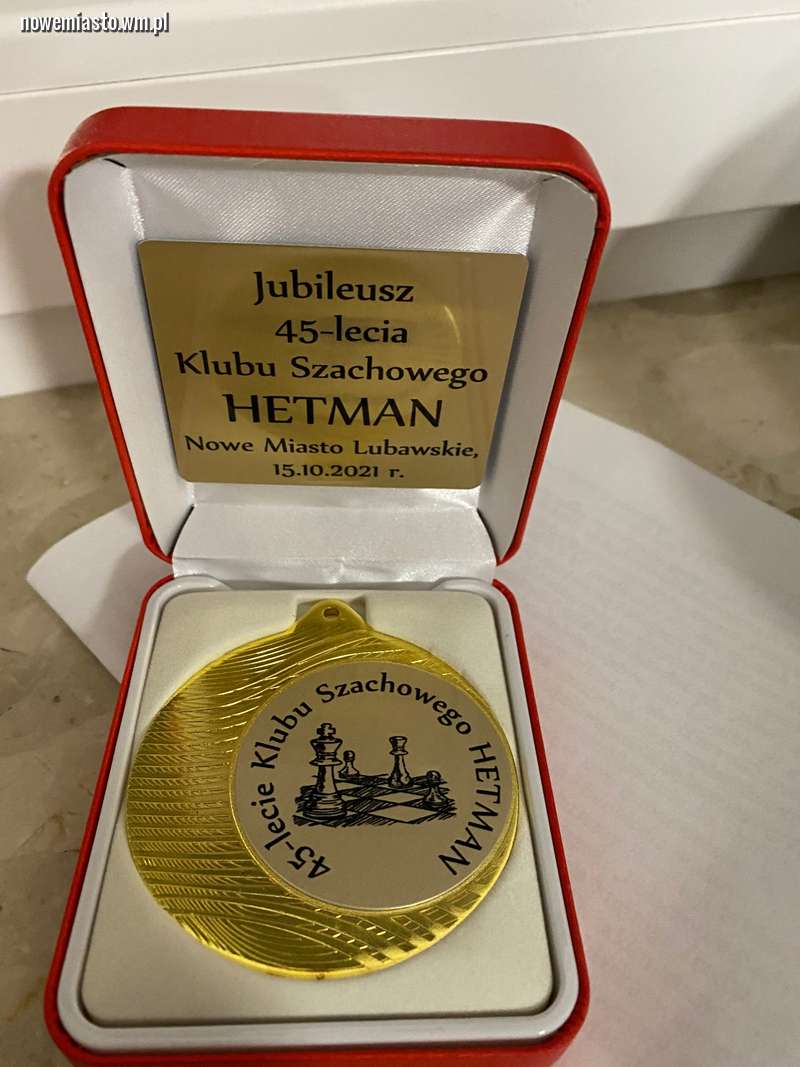 nowemiasto.wm.pl
Jubileusz
45-lecia
Klubu Szachowego
HETMAN
Nowe Miasto Lubawskie,
15.10.2021 r.
45-lecie Klubu Szachowego HETMAN